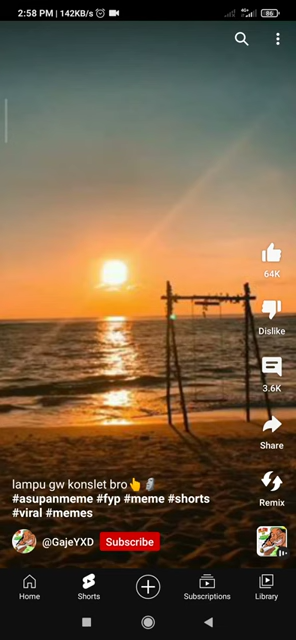 2:58 PM | 142KB/s
4G+
86
64K
Dislike
3.6K
Share
Remix
lampu gw konslet bro👆🗿
#asupanmeme #fyp #meme #shorts
#viral #memes
@GajeYXD
Subscribe
Home
Shorts
Subscriptions
Library